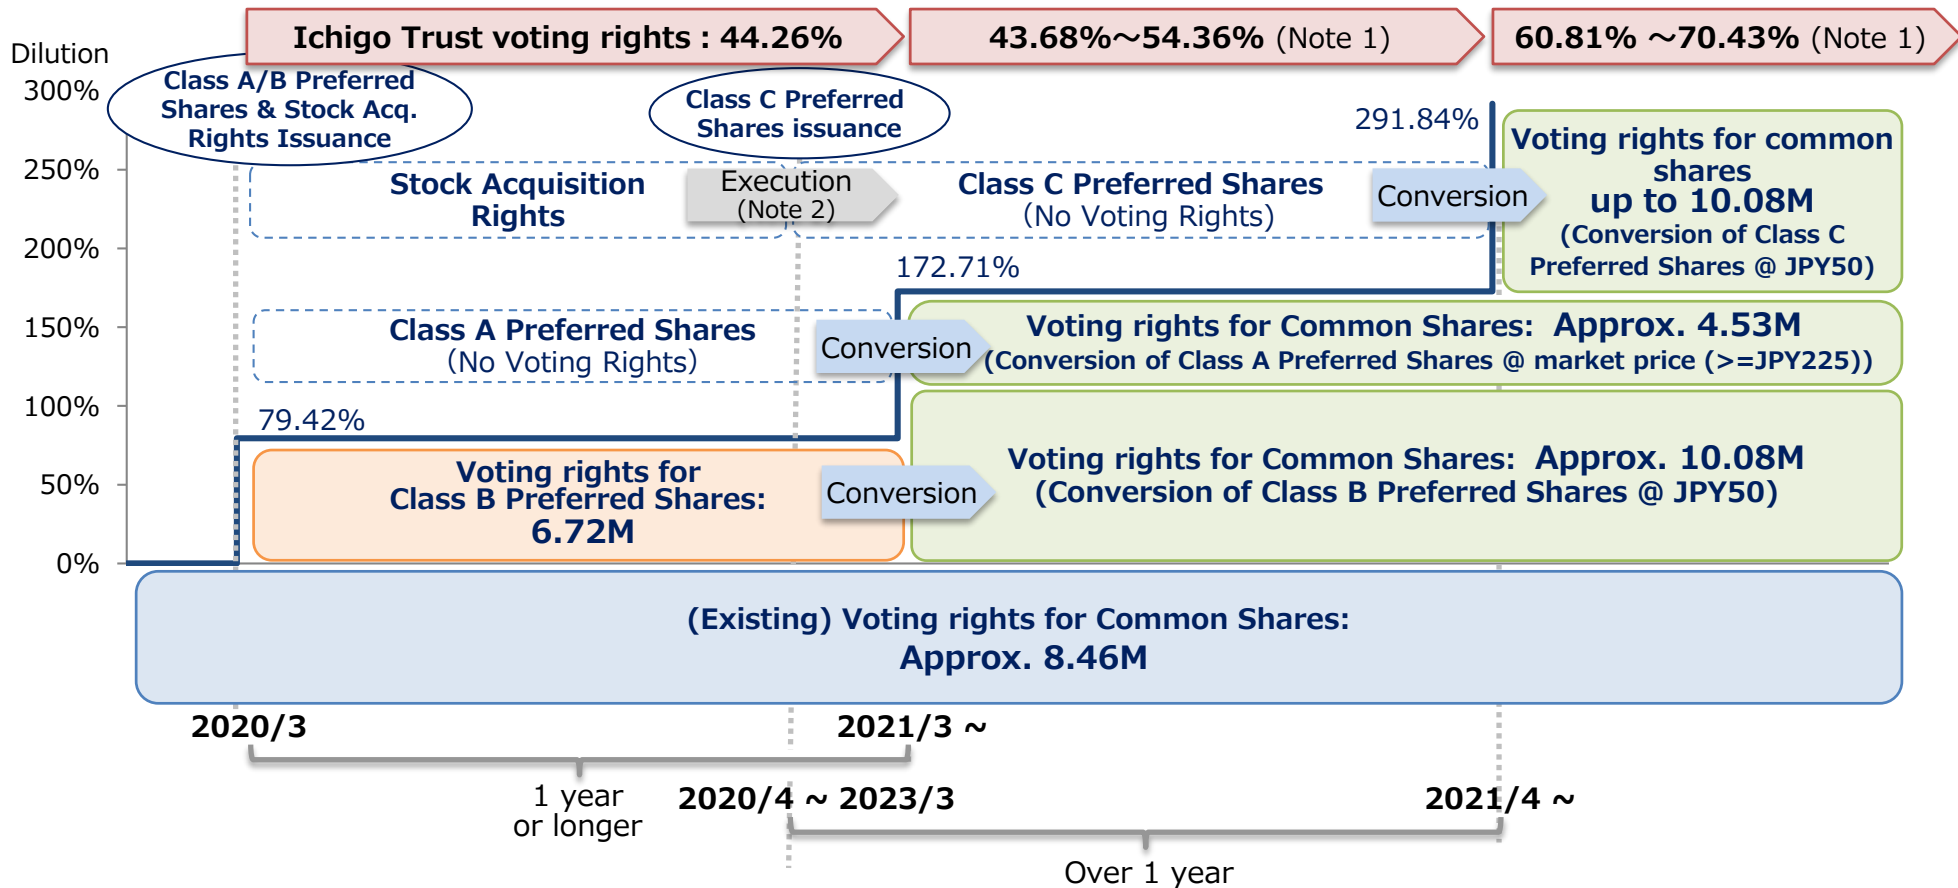 Ichigo Trust voting rights : 44.26%
43.68%～54.36% (Note 1)
60.81% ～70.43% (Note 1)
Dilution
300%
250%
200%
150%
100%
50%
0%
Class A/B Preferred
Shares & Stock Acq.
Rights Issuance
Class C Preferred
Shares issuance
291.84%
Stock Acquisition
Rights
Execution
(Note 2)
Class C Preferred Shares
(No Voting Rights)
Conversion
Voting rights for common
shares
up to 10.08M
(Conversion of Class C
Preferred Shares @ JPY50)
172.71%
Class A Preferred Shares
(No Voting Rights)
Conversion
Voting rights for Common Shares: Approx. 4.53M
(Conversion of Class A Preferred Shares @ market price (>=JPY225))
79.42%
Voting rights for
Class B Preferred Shares:
6.72M
Conversion
Voting rights for Common Shares: Approx. 10.08M
(Conversion of Class B Preferred Shares @ JPY50)
(Existing) Voting rights for Common Shares:
Approx. 8.46M
2020/3
2021/3 ~
1 year
or longer
2020/4 ~ 2023/3
2021/4 ~
Over 1 year